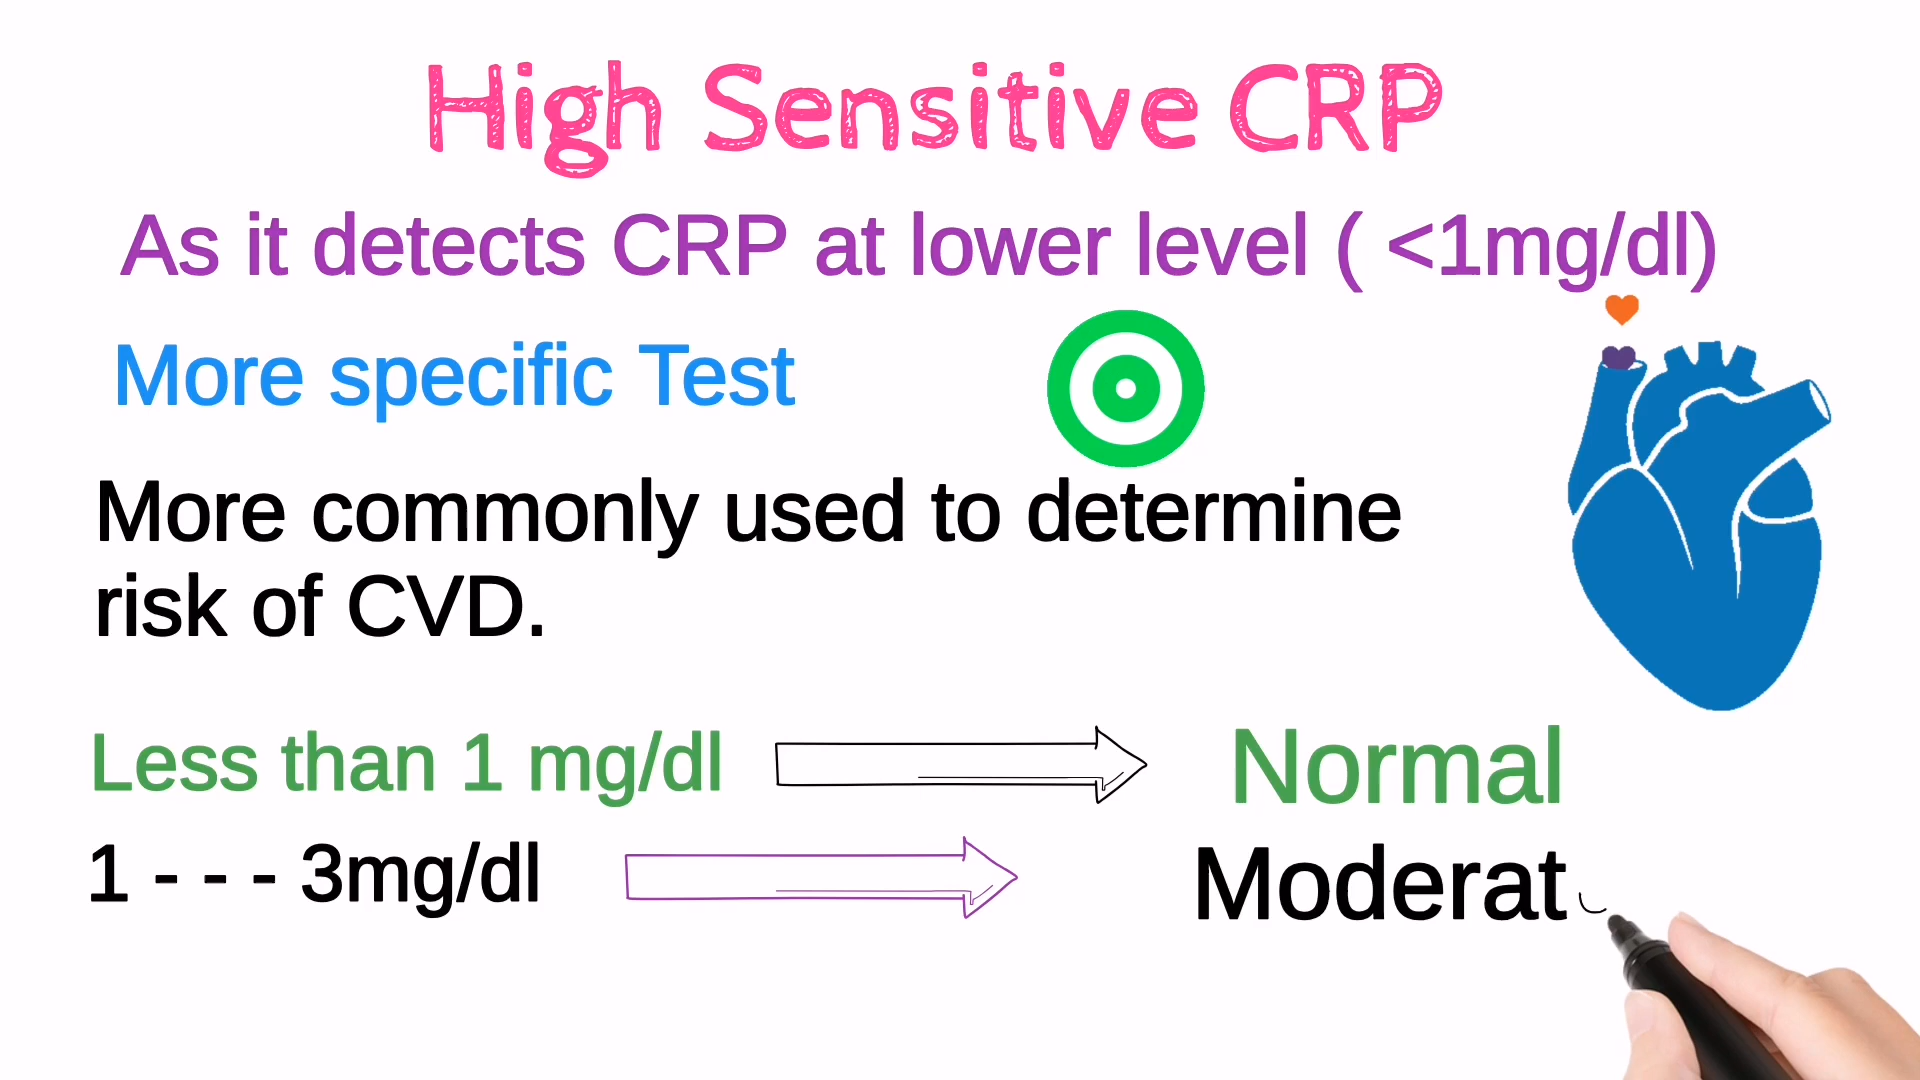 High Sensitive CRP
As it detects CRP at lower level ( <1mg/dl)
More specific Test
More commonly used to determine
risk of CVD.
Less than 1 mg/dl Normal
1 - - - 3mg/dl Moderat